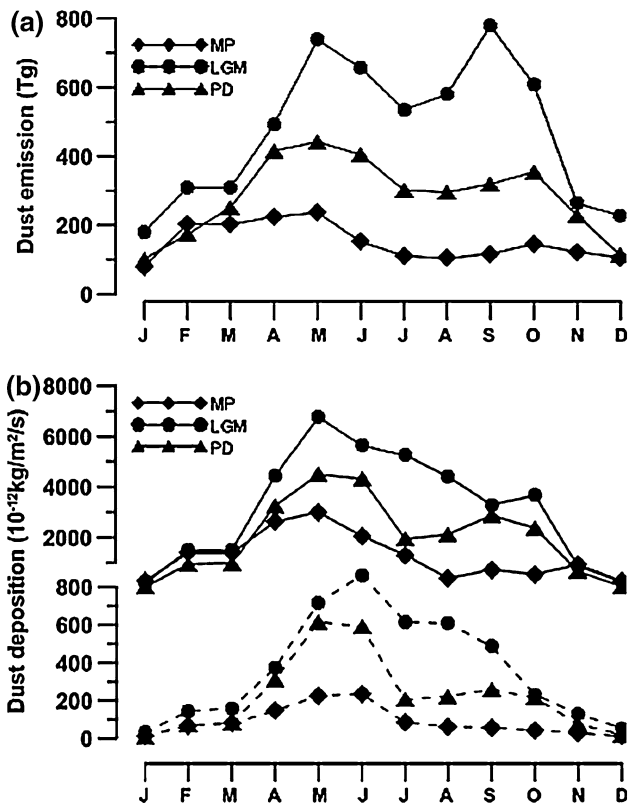 (a)
800
600
400
200
0
Dust emission (Tg)
MP
LGM
PD
J F M A M J J A S O N D
(b)
8000
6000
4000
2000
800
600
400
200
0
Dust deposition (10⁻¹²kg/m²/s)
MP
LGM
PD
J F M A M J J A S O N D